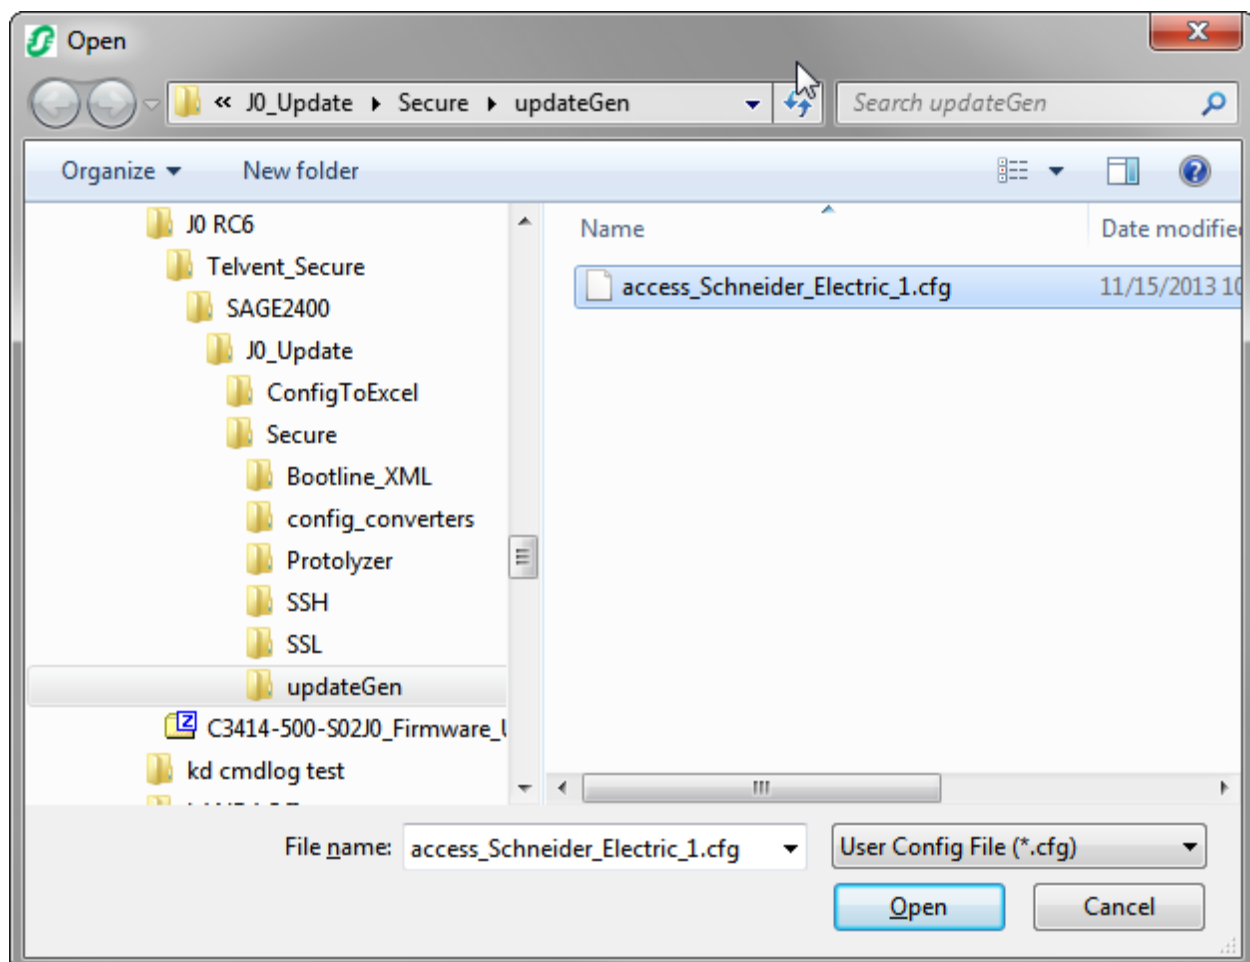 Open
« J0_Update Secure updateGen
Search updateGen
Organize
New folder
J0 RC6
Telvent_Secure
SAGE2400
J0_Update
ConfigToExcel
Secure
Bootline_XML
config_converters
Protolyzer
SSH
SSL
updateGen
C3414-500-S02J0_Firmware_
kd cmdlog test
Name Date modifie
access_Schneider_Electric_1.cfg 11/15/2013 10
File name: access_Schneider_Electric_1.cfg User Config File (*.cfg)
Open Cancel